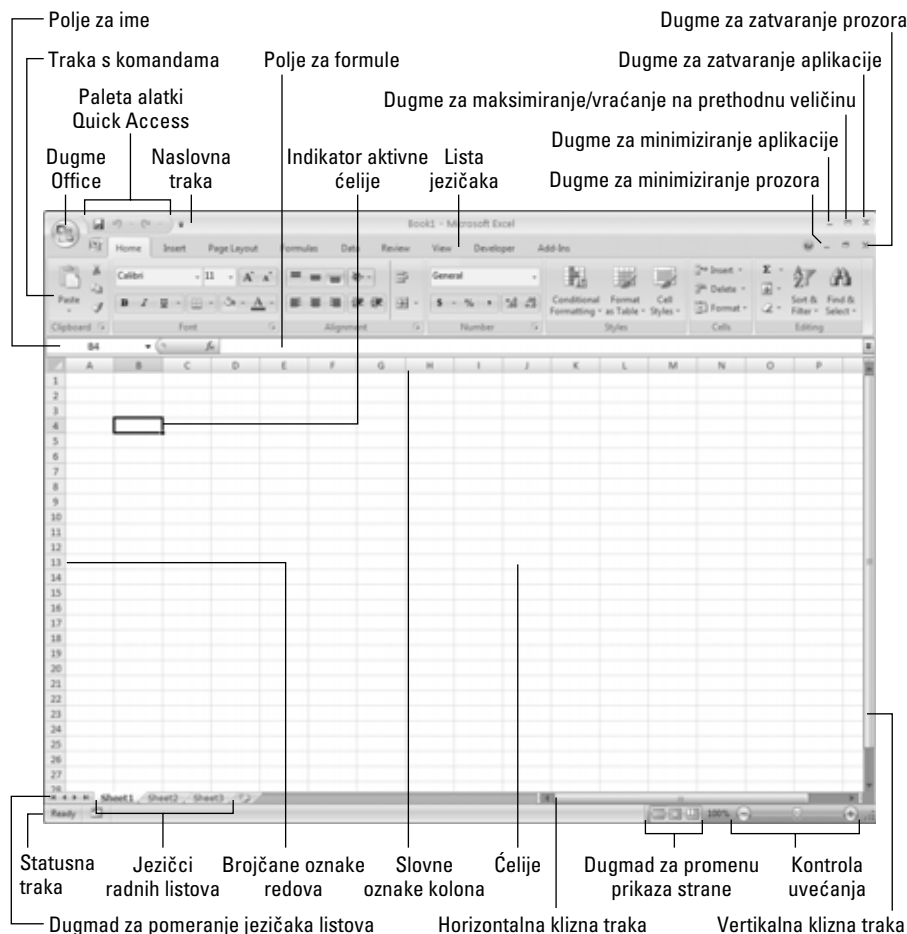 Polje za ime
Dugme za zatvaranje prozora
Traka s komandama
Polje za formule
Dugme za zatvaranje aplikacije
Paleta alatki
Quick Access
Dugme za maksimiranje/vraćanje na prethodnu veličinu
Dugme za minimiziranje aplikacije
Dugme
Office
Naslovna
traka
Indikator aktivne
ćelije
Lista
jezičaka
Dugme za minimiziranje prozora
Book1 - Microsoft Excel
Home Insert Page Layout Formulas Data Review View Developer Add-Ins
Calibri 11 A A General
Paste
B I U A $ % ,
Conditional
Formatting
Format
as Table
Cell
Styles
Insert
Delete
Format
Σ
Sort &
Filter
Find &
Select
Clipboard Font Alignment Number Styles Cells Editing
B4 fx
A B C D E F G H I J K L M N O P
1
2
3
4
5
6
7
8
9
10
11
12
13
14
15
16
17
18
19
20
21
22
23
24
25
26
27
28
Sheet1 Sheet2 Sheet3
Ready 100%
Statusna
traka
Jezičci
radnih listova
Brojčane oznake
redova
Slovne
oznake kolona
Ćelije
Dugmad za promenu
prikaza strane
Kontrola
uvećanja
Dugmad za pomeranje jezičaka listova
Horizontalna klizna traka
Vertikalna klizna traka